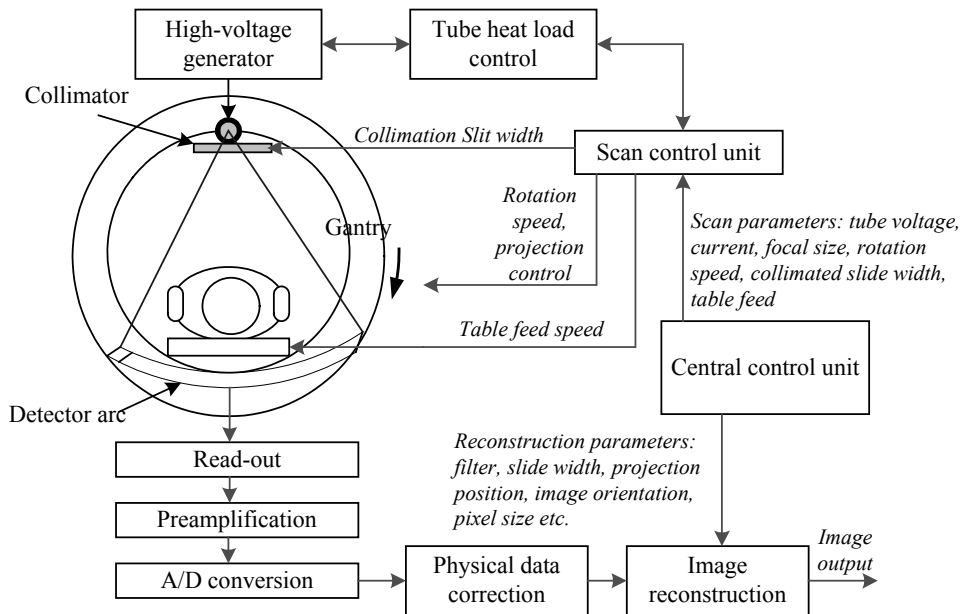 High-voltage
generator
Tube heat load
control
Collimator
Collimation Slit width
Scan control unit
Rotation
speed,
projection
control
Gantry
Scan parameters: tube voltage,
current, focal size, rotation
speed, collimated slide width,
table feed
Table feed speed
Central control unit
Detector arc
Read-out
Reconstruction parameters:
filter, slide width, projection
position, image orientation,
pixel size etc.
Preamplification
A/D conversion
Physical data
correction
Image
reconstruction
Image
output